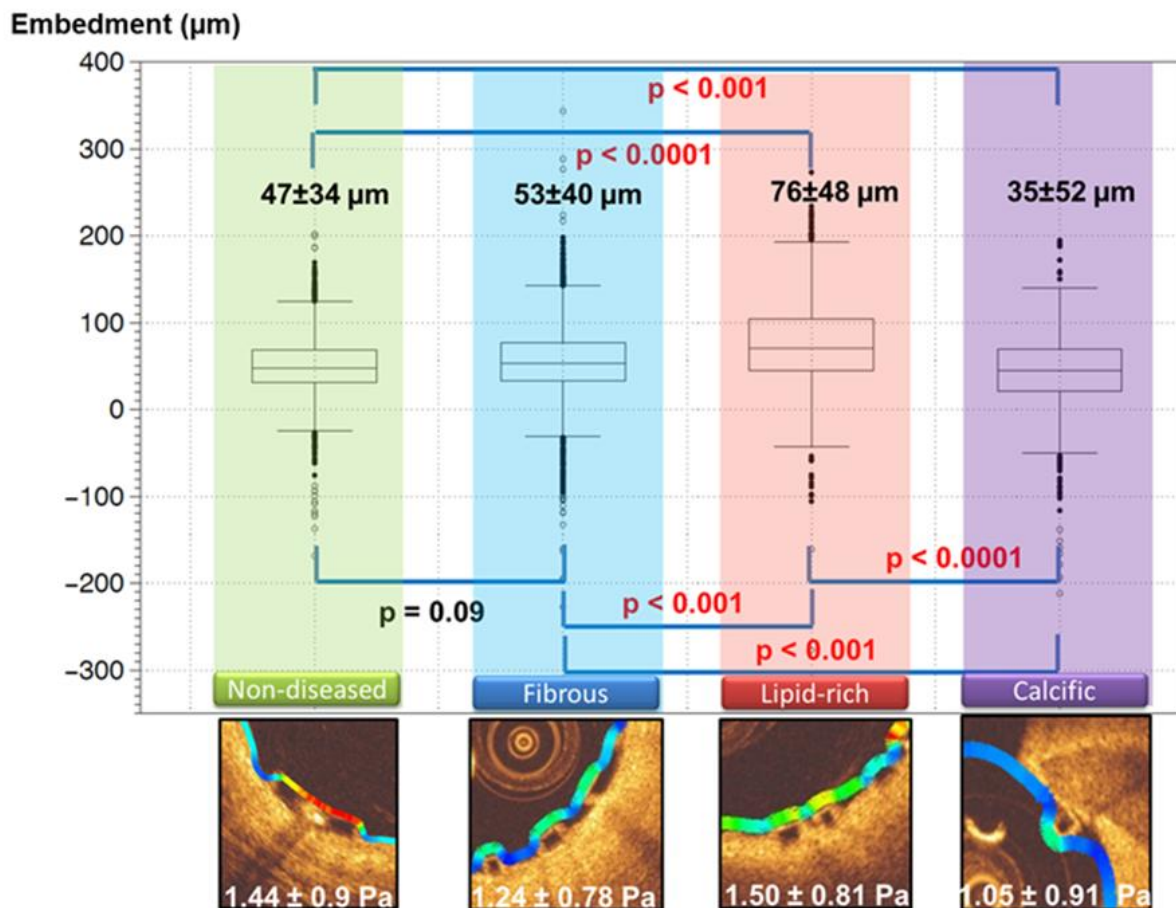 Embedment (µm)
400
300
200
100
0
−100
−200
−300
p < 0.001
p < 0.0001
47±34 µm
53±40 µm
76±48 µm
35±52 µm
p < 0.0001
p = 0.09
p < 0.001
p < 0.001
Non-diseased
Fibrous
Lipid-rich
Calcific
1.44 ± 0.9 Pa
1.24 ± 0.78 Pa
1.50 ± 0.81 Pa
1.05 ± 0.91 Pa